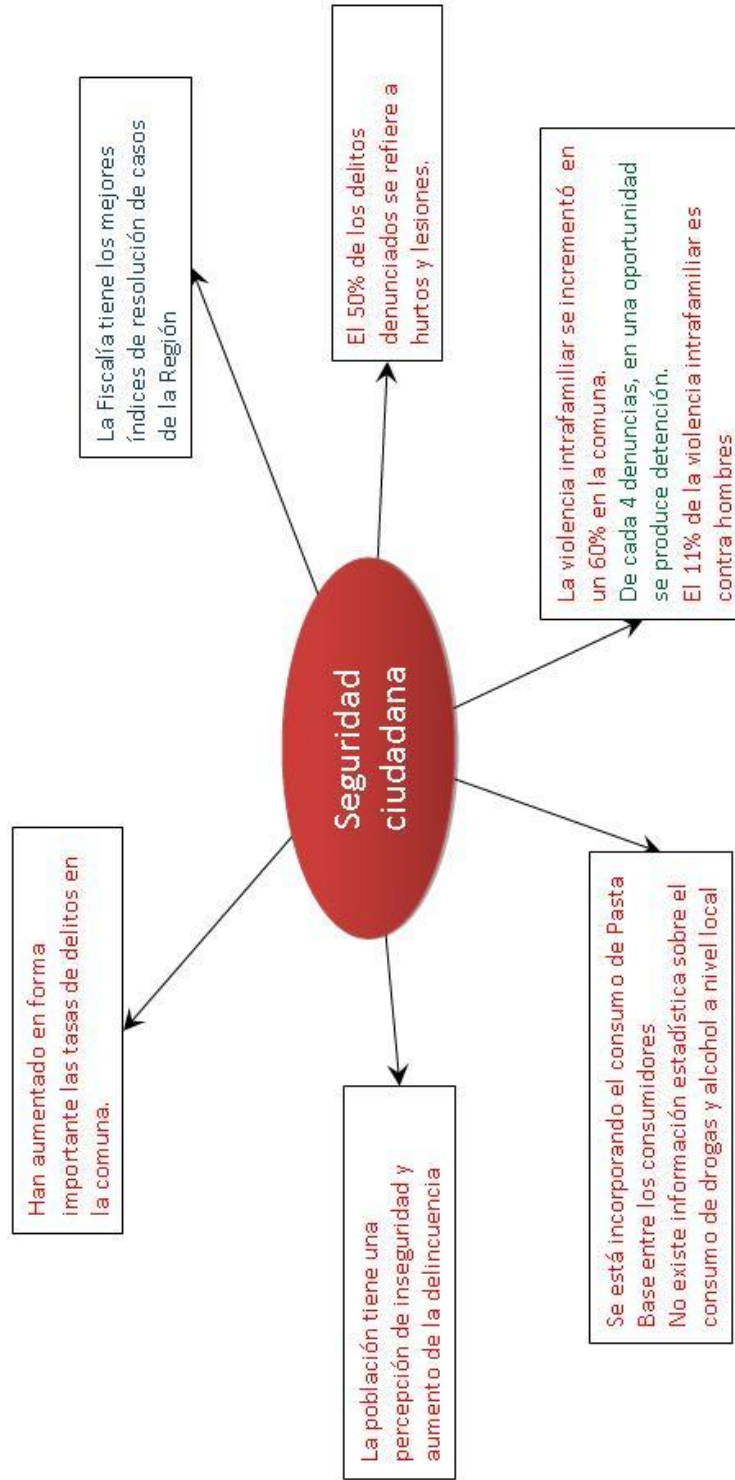 Han aumentado en forma
importante las tasas de delitos en
la comuna.
La Fiscalía tiene los mejores
índices de resolución de casos
de la Región
La población tiene una
percepción de inseguridad y
aumento de la delincuencia
Seguridad
ciudadana
El 50% de los delitos
denunciados se refiere a
hurtos y lesiones.
Se está incorporando el consumo de Pasta
Base entre los consumidores
No existe información estadística sobre el
consumo de drogas y alcohol a nivel local
La violencia intrafamiliar se incrementó en
un 60% en la comuna.
De cada 4 denuncias, en una oportunidad
se produce detención.
El 11% de la violencia intrafamiliar es
contra hombres